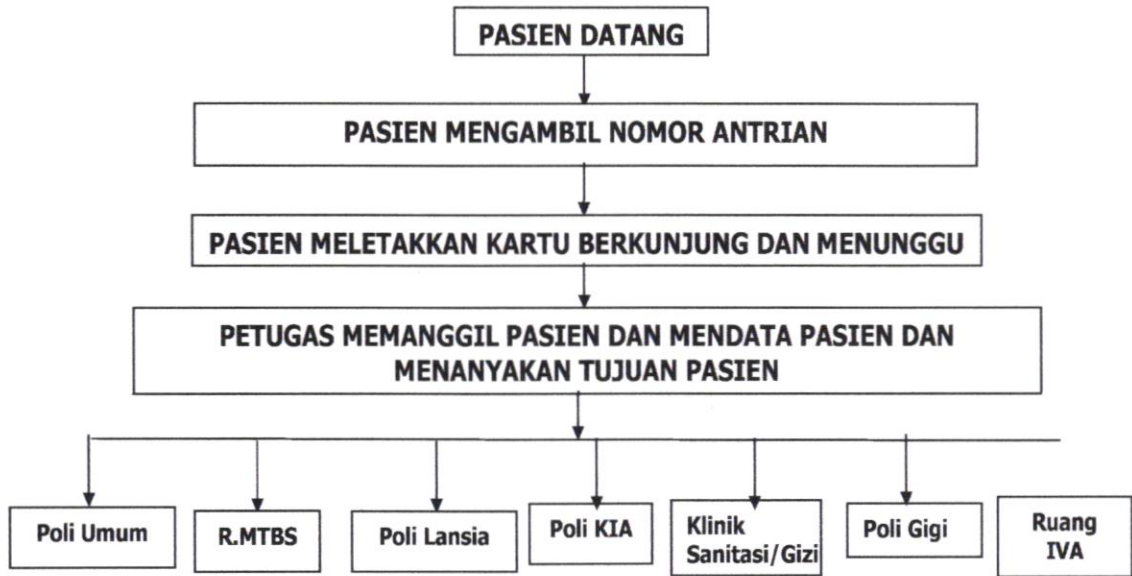 PASIEN DATANG
PASIEN MENGAMBIL NOMOR ANTRIAN
PASIEN MELETAKKAN KARTU BERKUNJUNG DAN MENUNGGU
PETUGAS MEMANGGIL PASIEN DAN MENDATA PASIEN DAN
MENANYAKAN TUJUAN PASIEN
Poli Umum
R.MTBS
Poli Lansia
Poli KIA
Klinik
Sanitasi/Gizi
Poli Gigi
Ruang
IVA